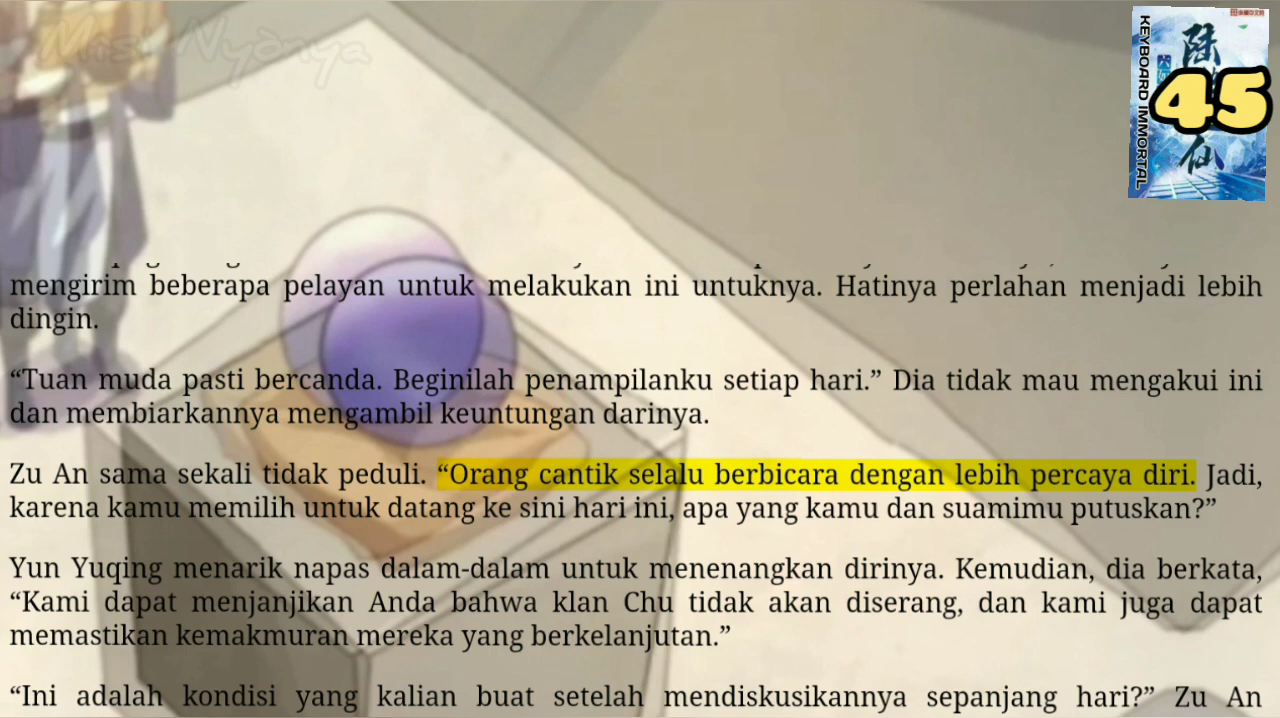 Miss Nyonya
KEYBOARD IMMORTAL
45
mengirim beberapa pelayan untuk melakukan ini untuknya. Hatinya perlahan menjadi lebih
dingin.
“Tuan muda pasti bercanda. Beginilah penampilanku setiap hari.” Dia tidak mau mengakui ini
dan membiarkannya mengambil keuntungan darinya.
Zu An sama sekali tidak peduli. “Orang cantik selalu berbicara dengan lebih percaya diri. Jadi,
karena kamu memilih untuk datang ke sini hari ini, apa yang kamu dan suamimu putuskan?”
Yun Yuqing menarik napas dalam-dalam untuk menenangkan dirinya. Kemudian, dia berkata,
“Kami dapat menjanjikan Anda bahwa klan Chu tidak akan diserang, dan kami juga dapat
memastikan kemakmuran mereka yang berkelanjutan.”
“Ini adalah kondisi yang kalian buat setelah mendiskusikannya sepanjang hari?” Zu An